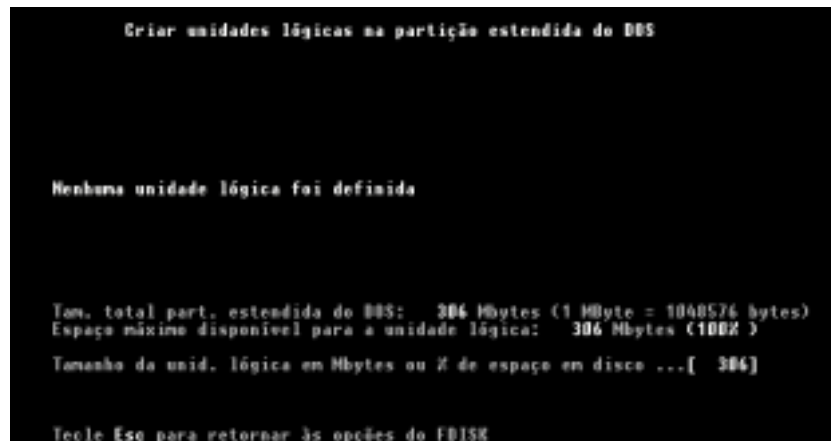 Criar unidades lógicas na partição estendida do DOS
Nenhuma unidade lógica foi definida
Tam. total part. estendida do DOS: 306 Mbytes (1 MByte = 1048576 bytes)
Espaço máximo disponível para a unidade lógica: 306 Mbytes (100% )
Tamanho da unid. lógica em Mbytes ou % de espaço em disco ...[ 306]
Tecle Esc para retornar às opções do FDISK